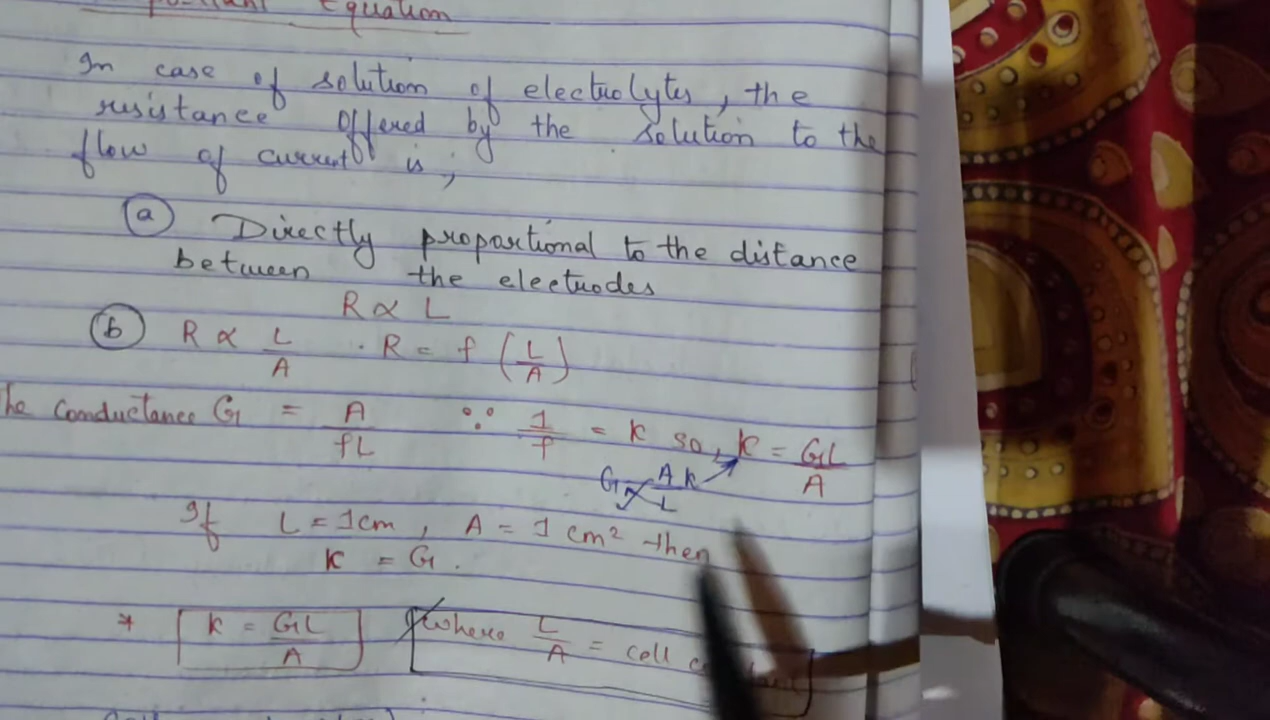 Equation
In case of solution of electrolytes, the
resistance offered by the solution to the
flow of current is;
(a) Directly proportional to the distance
between the electrodes
R ∝ L
(b) R ∝ L/A . R = f (L/A)
The conductance G = A/fL ∵ 1/f = K so, K = GL/A
G = AK/L
If L = 1cm, A = 1 cm² then
K = G.
* K = GL/A where L/A = cell